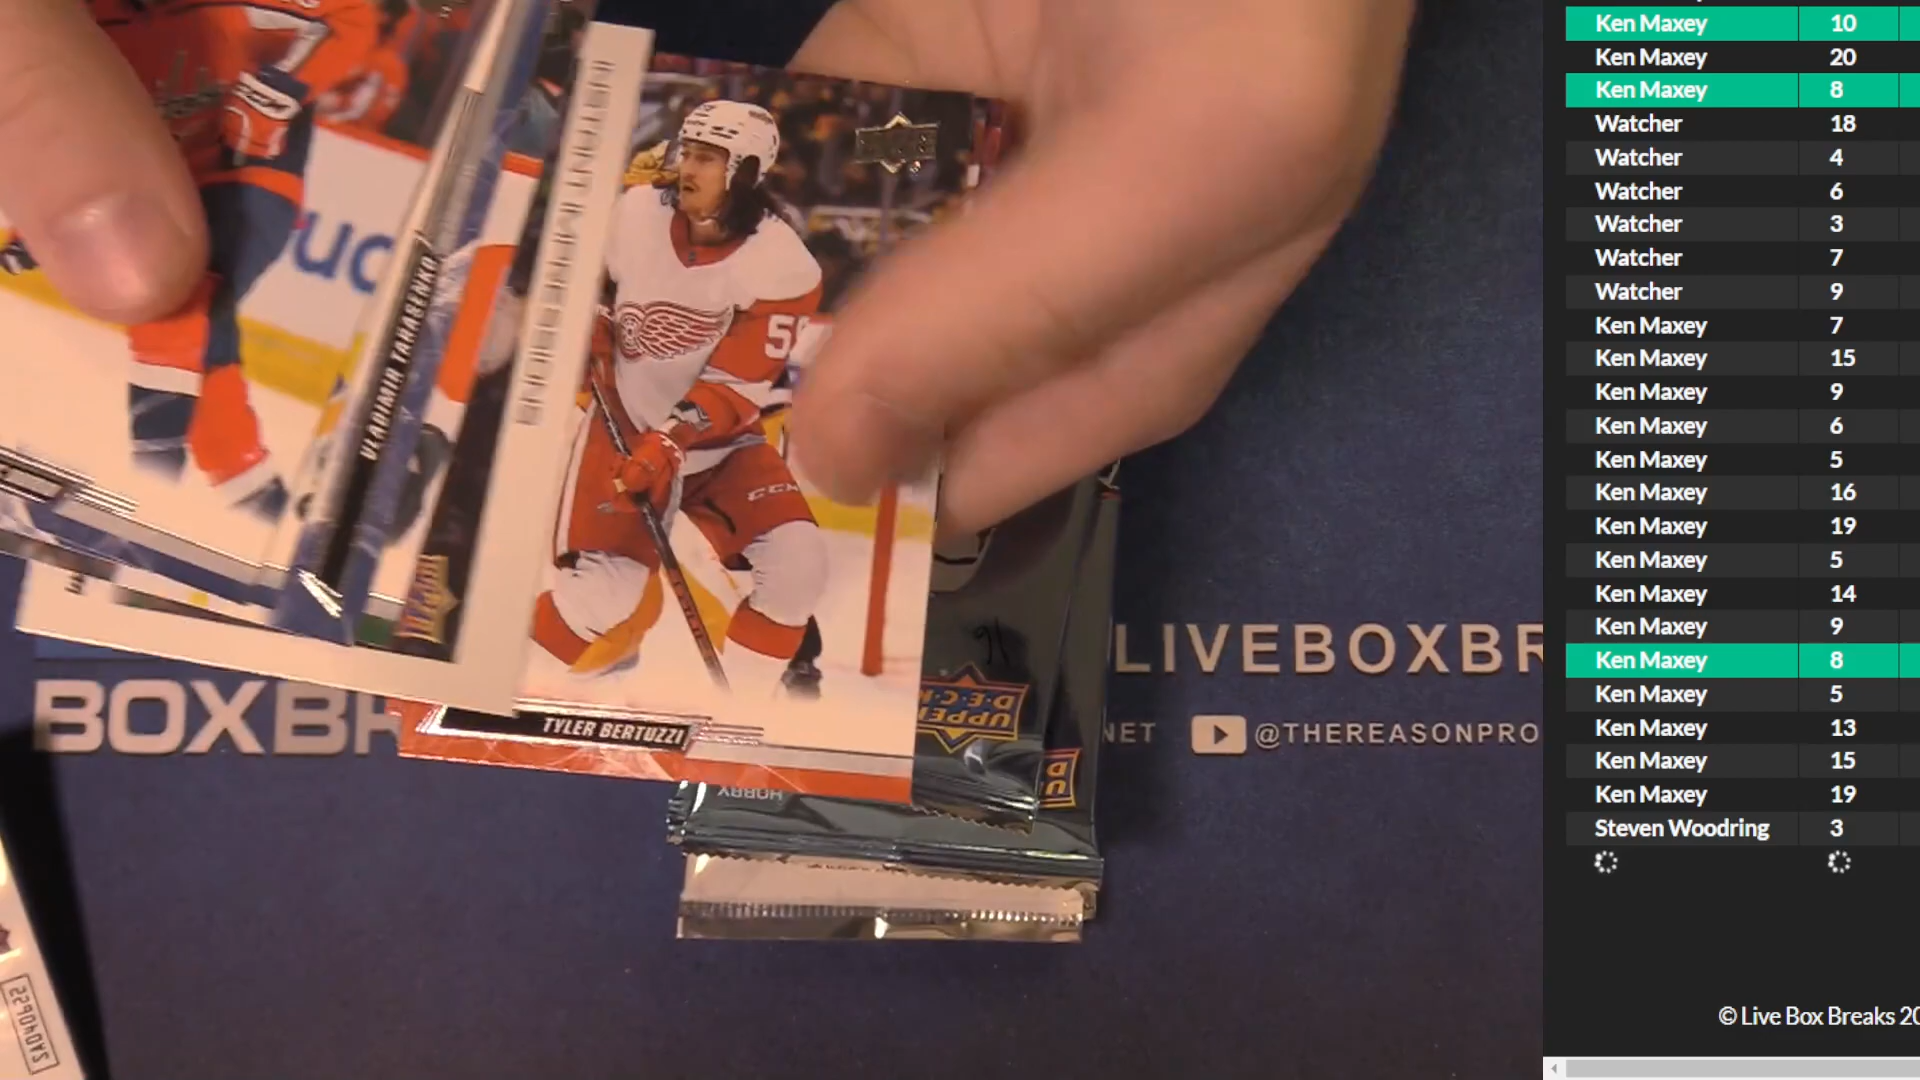 Ken Maxey 10
Ken Maxey 20
Ken Maxey 8
Watcher 18
Watcher 4
Watcher 6
Watcher 3
Watcher 7
Watcher 9
Ken Maxey 7
Ken Maxey 15
Ken Maxey 9
Ken Maxey 6
Ken Maxey 5
Ken Maxey 16
Ken Maxey 19
Ken Maxey 5
Ken Maxey 14
Ken Maxey 9
Ken Maxey 8
Ken Maxey 5
Ken Maxey 13
Ken Maxey 15
Ken Maxey 19
Steven Woodring 3
© Live Box Breaks 20
VLADIMIR TARASENKO
CCM
TYLER BERTUZZI
UPPER
DECK
HOBBY
BOXBR
LIVEBOXBR
NET
@THEREASONPRO